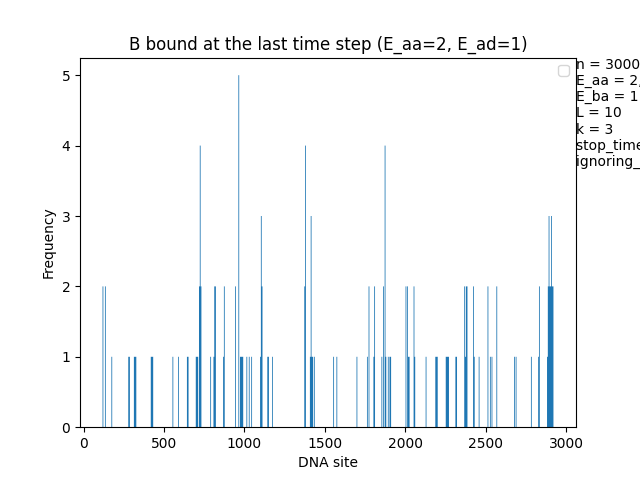 B bound at the last time step (E_aa=2, E_ad=1)
n = 3000
E_aa = 2,
E_ba = 1
L = 10
k = 3
stop_time
ignoring_
Frequency
5
4
3
2
1
0
0 500 1000 1500 2000 2500 3000
DNA site